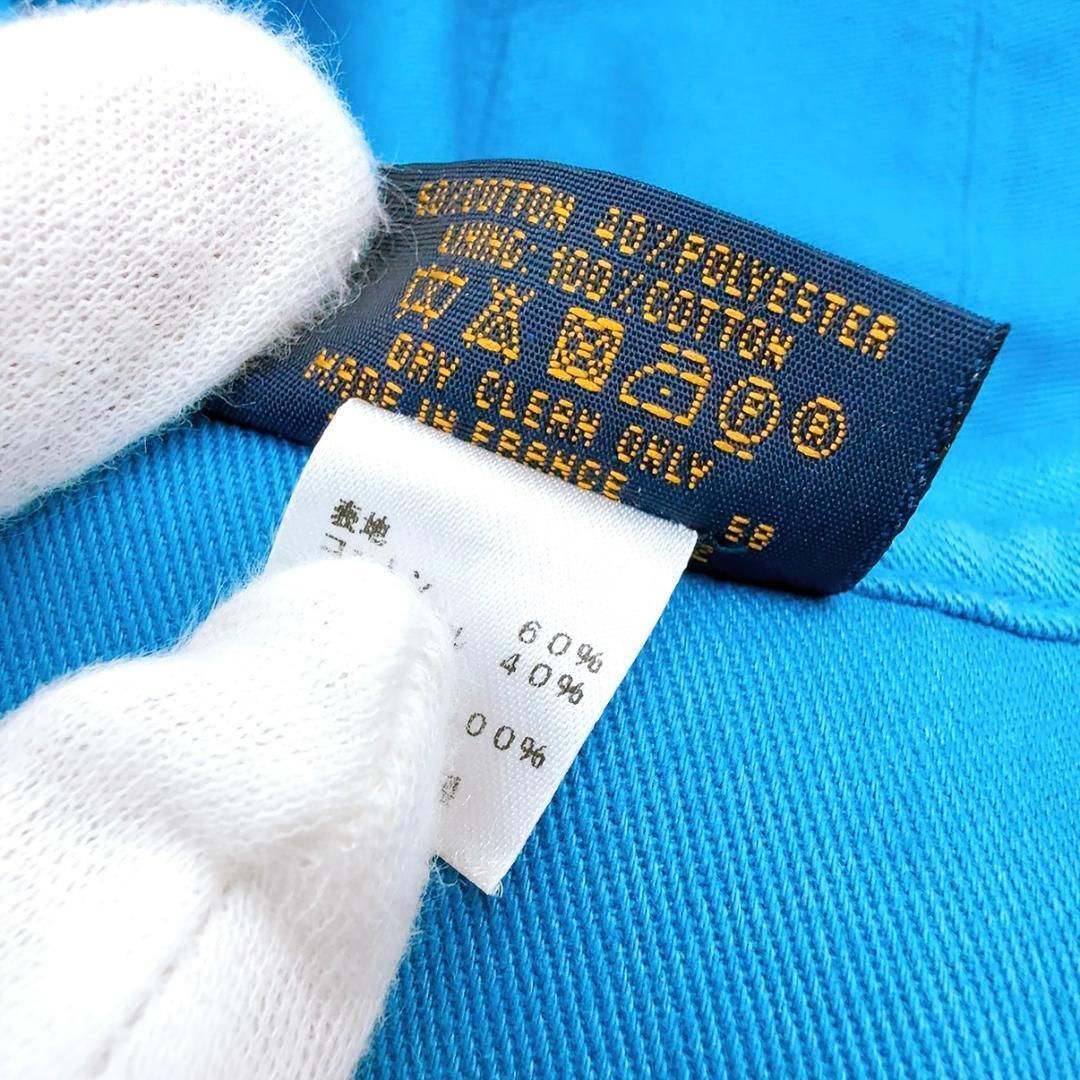 60%COTTON 40%POLYESTER
LINING: 100%COTTON
P
DRY CLEAN ONLY
MADE IN FRANCE
58
表地
60%
40%
00%